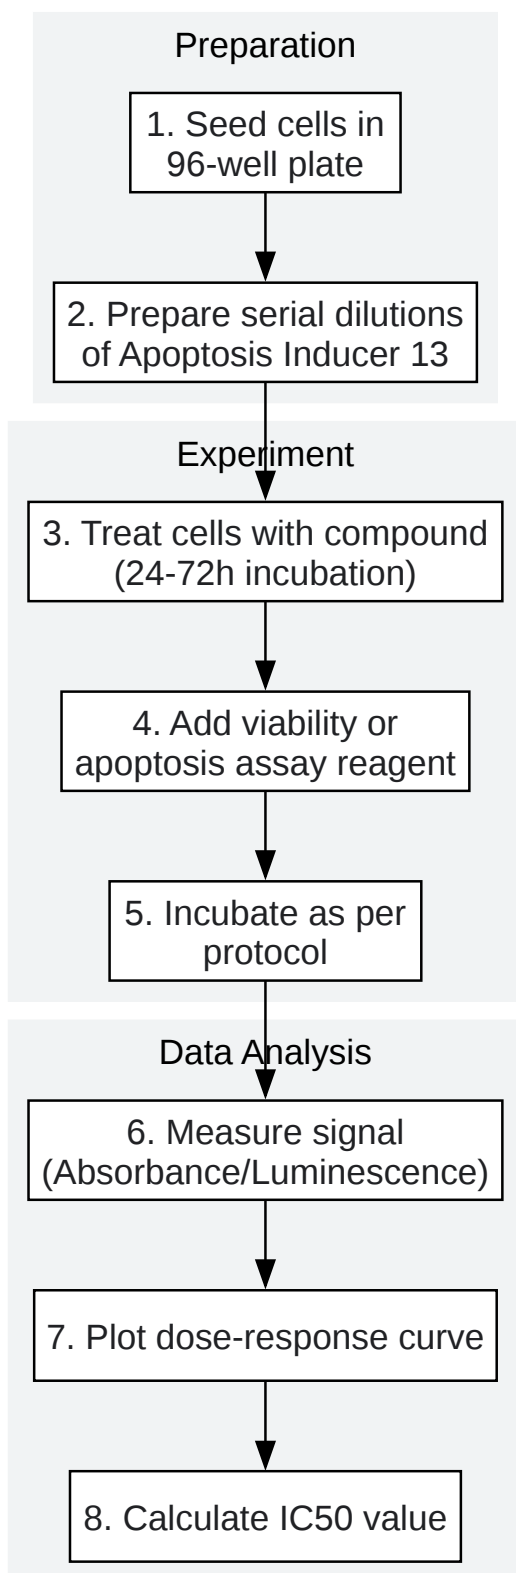 Preparation
1. Seed cells in
96-well plate
2. Prepare serial dilutions
of Apoptosis Inducer 13
Experiment
3. Treat cells with compound
(24-72h incubation)
4. Add viability or
apoptosis assay reagent
5. Incubate as per
protocol
Data Analysis
6. Measure signal
(Absorbance/Luminescence)
7. Plot dose-response curve
8. Calculate IC50 value